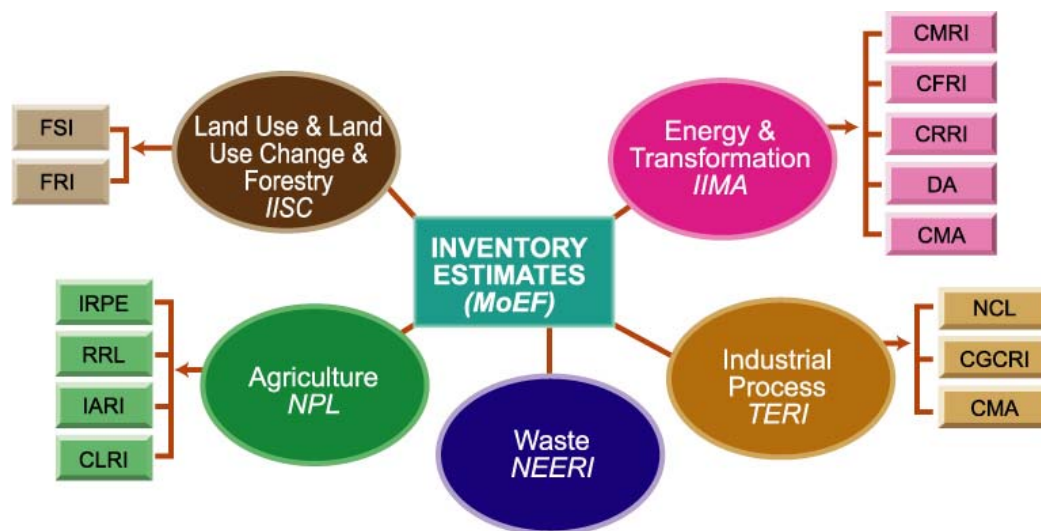 FSI
FRI
Land Use & Land
Use Change &
Forestry
IISC
Energy &
Transformation
IIMA
CMRI
CFRI
CRRI
DA
CMA
INVENTORY
ESTIMATES
(MoEF)
IRPE
RRL
IARI
CLRI
Agriculture
NPL
Waste
NEERI
Industrial
Process
TERI
NCL
CGCRI
CMA